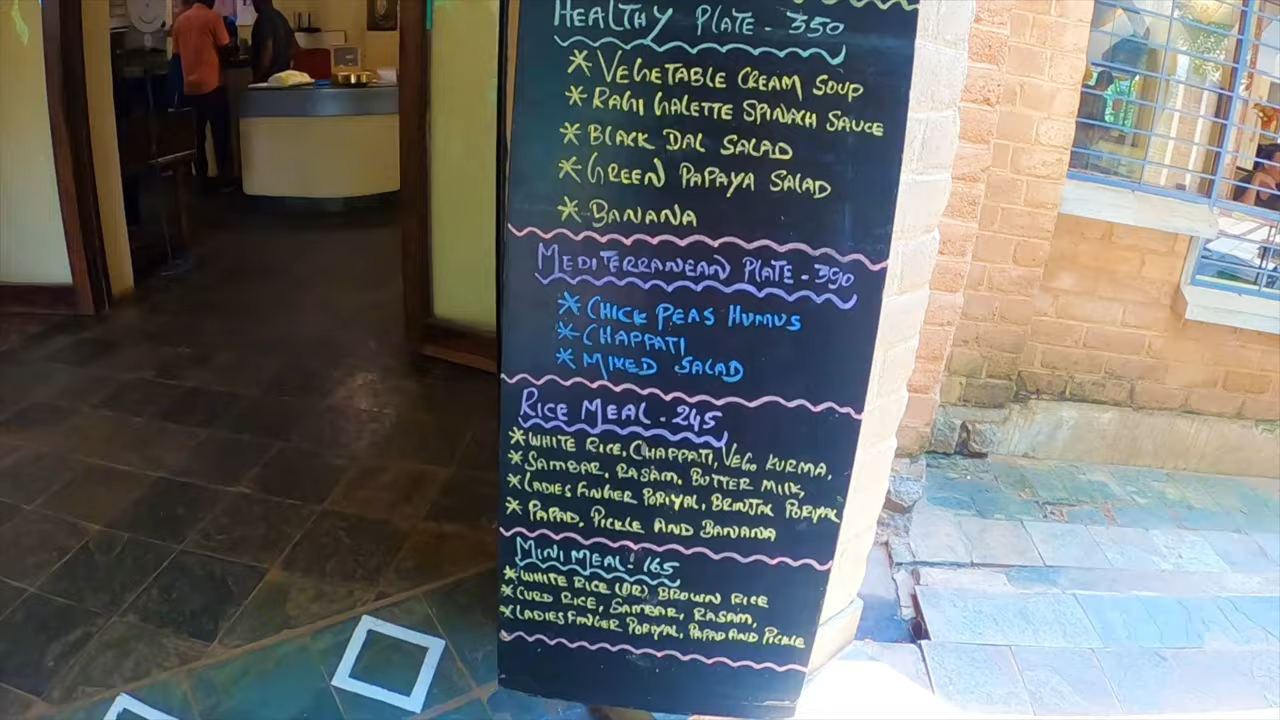 HEALTHY PLATE - 350
* VEGETABLE CREAM SOUP
* RAGI GALETTE SPINACH SAUCE
* BLACK DAL SALAD
* GREEN PAPAYA SALAD
* BANANA
MEDITERRANEAN PLATE - 390
* CHICK PEAS HUMUS
* CHAPPATI
* MIXED SALAD
RICE MEAL - 245
* WHITE RICE, CHAPPATI, VEG. KURMA,
* SAMBAR, RASAM, BUTTER MILK,
* LADIES FINGER PORIYAL, BRINJAL PORIYAL
* PAPAD, PICKLE AND BANANA
MINI MEAL! 165
* WHITE RICE (OR) BROWN RICE
* CURD RICE, SAMBAR, RASAM,
* LADIES FINGER PORIYAL, PAPAD AND PICKLE